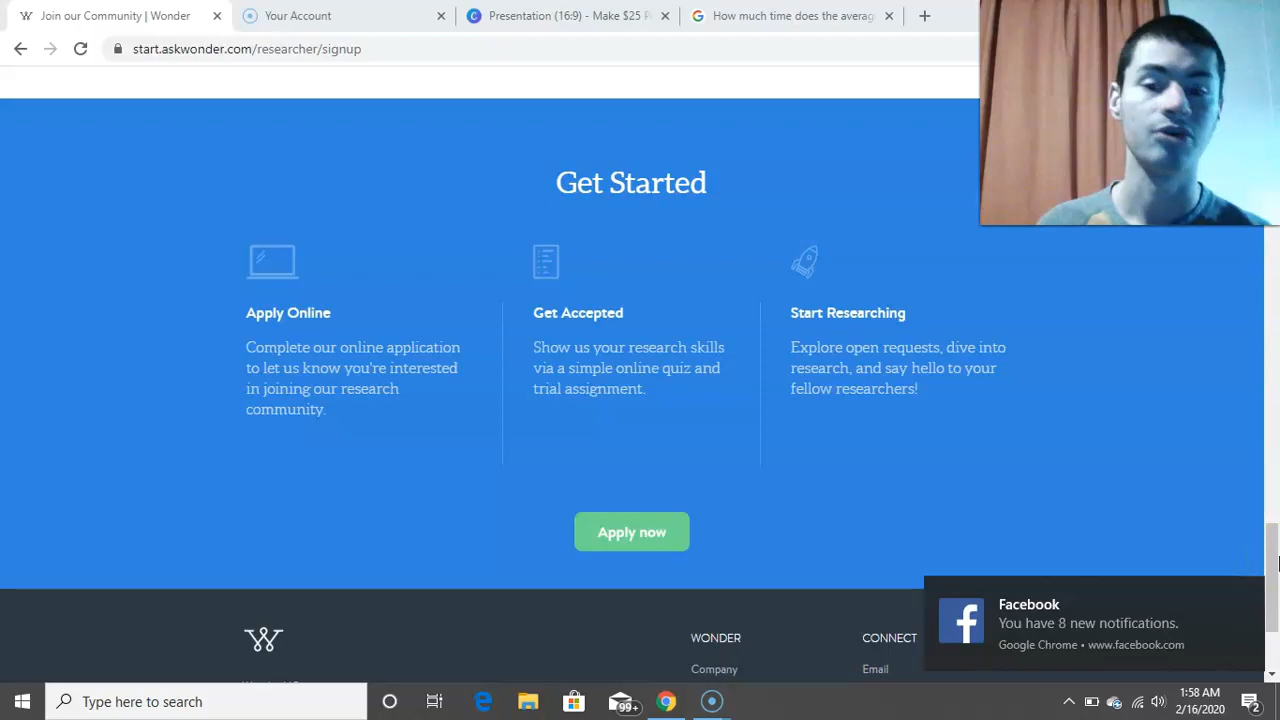 Join our Community | Wonder
Your Account
Presentation (16:9) - Make $25 P
How much time does the averag
start.askwonder.com/researcher/signup
Get Started
Apply Online
Complete our online application
to let us know you're interested
in joining our research
community.
Get Accepted
Show us your research skills
via a simple online quiz and
trial assignment.
Start Researching
Explore open requests, dive into
research, and say hello to your
fellow researchers!
Apply now
WONDER
Company
CONNECT
Email
Facebook
You have 8 new notifications.
Google Chrome • www.facebook.com
Type here to search
99+
1:58 AM
2/16/2020
2